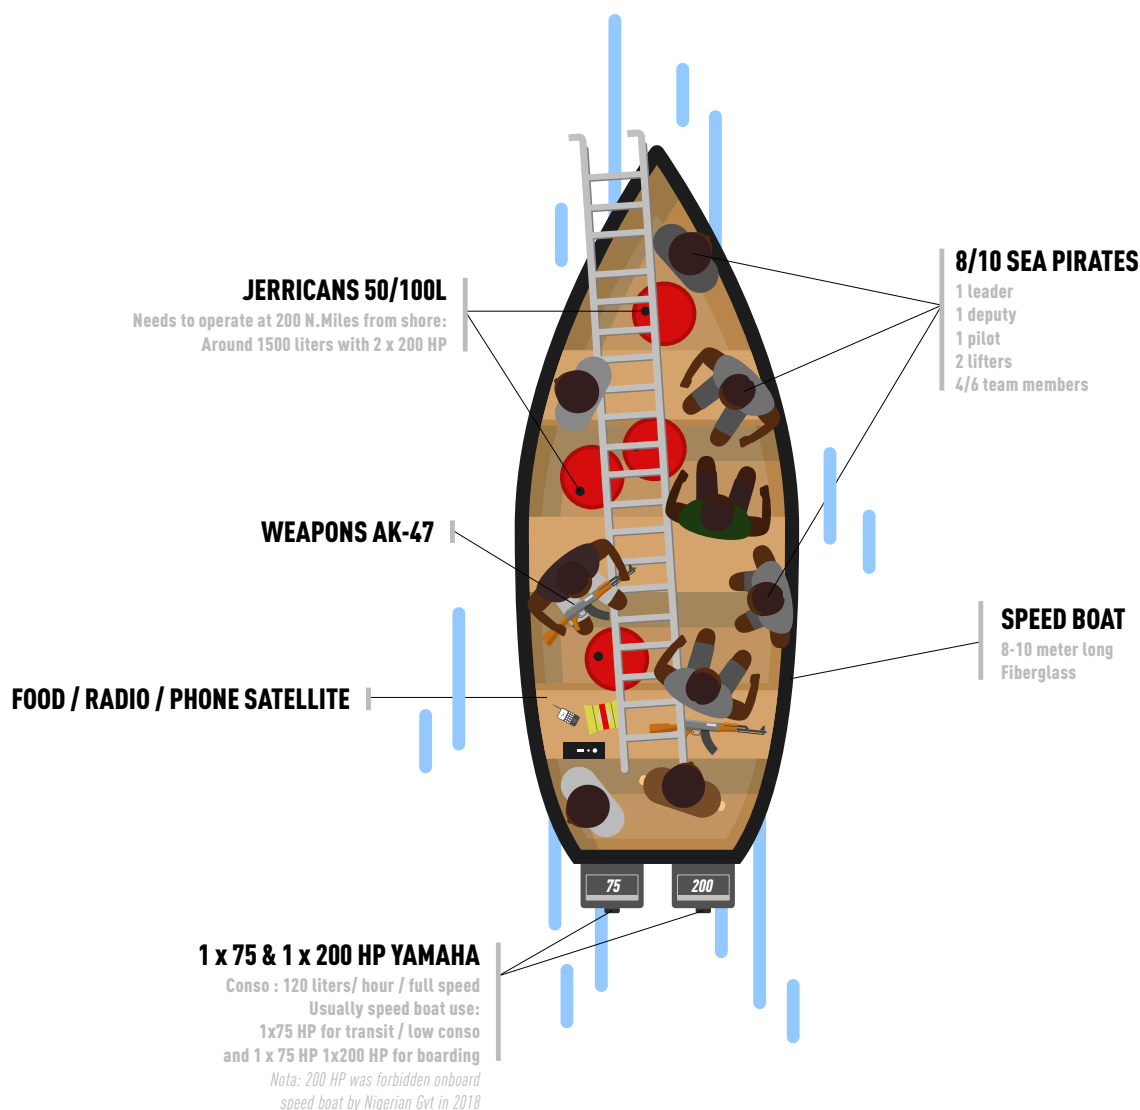 JERRICANS 50/100L
Needs to operate at 200 N.Miles from shore:
Around 1500 liters with 2 x 200 HP
8/10 SEA PIRATES
1 leader
1 deputy
1 pilot
2 lifters
4/6 team members
WEAPONS AK-47
SPEED BOAT
8-10 meter long
Fiberglass
FOOD / RADIO / PHONE SATELLITE
75
200
1 x 75 & 1 x 200 HP YAMAHA
Conso : 120 liters/ hour / full speed
Usually speed boat use:
1x75 HP for transit / low conso
and 1 x 75 HP 1x200 HP for boarding
Nota: 200 HP was forbidden onboard
speed boat by Nigerian Gvt in 2018